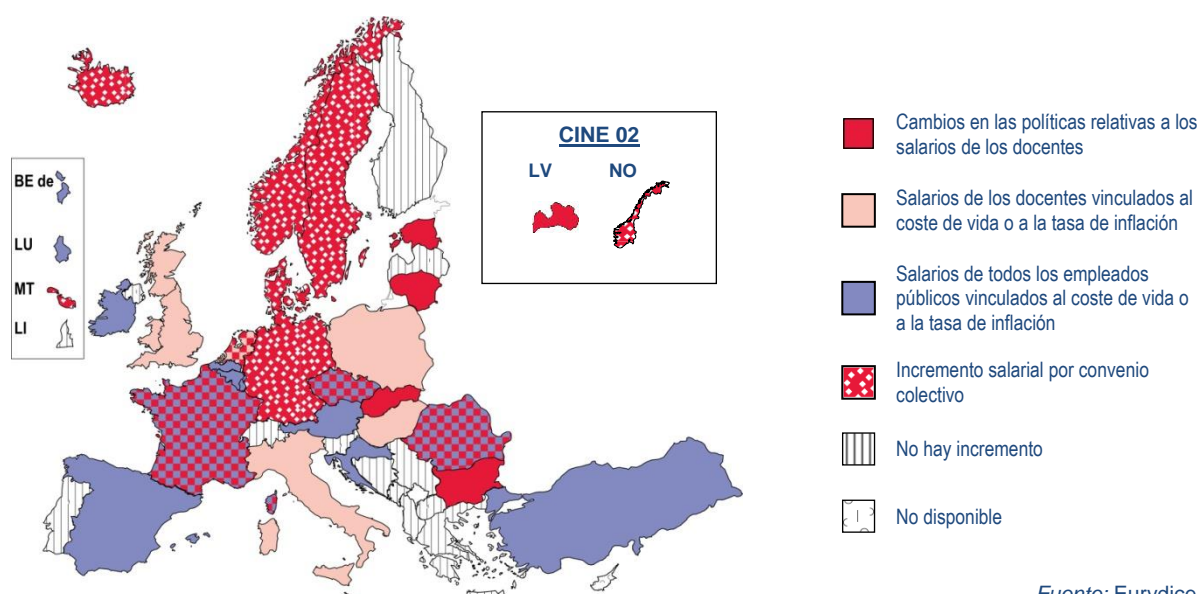 BE de
LU
MT
LI
CINE 02
LV NO
Cambios en las políticas relativas a los
salarios de los docentes
Salarios de los docentes vinculados al
coste de vida o a la tasa de inflación
Salarios de todos los empleados
públicos vinculados al coste de vida o
a la tasa de inflación
Incremento salarial por convenio
colectivo
No hay incremento
No disponible
Fuente: Eurydice